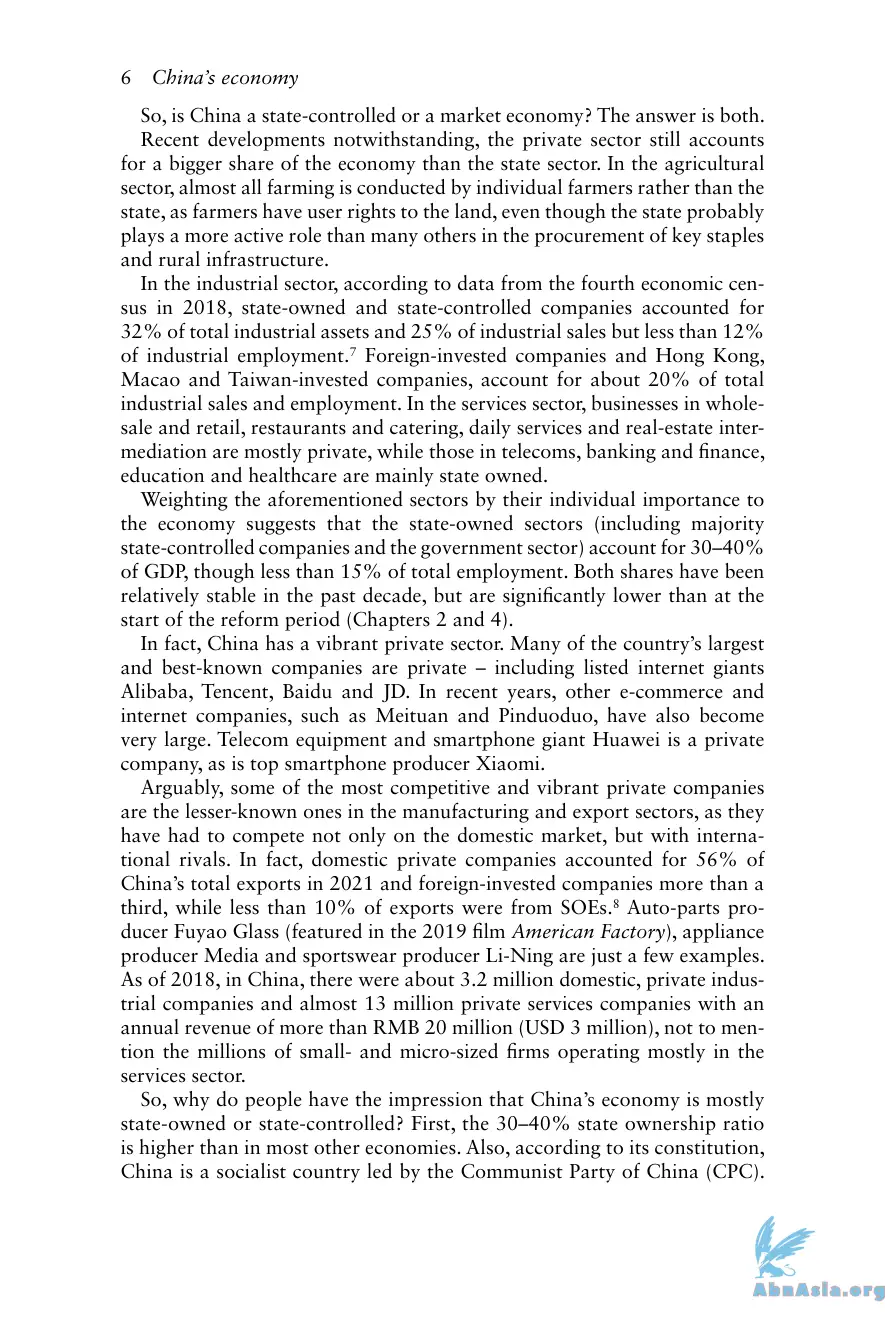 6 China’s economy
So, is China a state-controlled or a market economy? The answer is both.
Recent developments notwithstanding, the private sector still accounts
for a bigger share of the economy than the state sector. In the agricultural
sector, almost all farming is conducted by individual farmers rather than the
state, as farmers have user rights to the land, even though the state probably
plays a more active role than many others in the procurement of key staples
and rural infrastructure.
In the industrial sector, according to data from the fourth economic cen-
sus in 2018, state-owned and state-controlled companies accounted for
32% of total industrial assets and 25% of industrial sales but less than 12%
of industrial employment.⁷ Foreign-invested companies and Hong Kong,
Macao and Taiwan-invested companies, account for about 20% of total
industrial sales and employment. In the services sector, businesses in whole-
sale and retail, restaurants and catering, daily services and real-estate inter-
mediation are mostly private, while those in telecoms, banking and finance,
education and healthcare are mainly state owned.
Weighting the aforementioned sectors by their individual importance to
the economy suggests that the state-owned sectors (including majority
state-controlled companies and the government sector) account for 30–40%
of GDP, though less than 15% of total employment. Both shares have been
relatively stable in the past decade, but are significantly lower than at the
start of the reform period (Chapters 2 and 4).
In fact, China has a vibrant private sector. Many of the country’s largest
and best-known companies are private – including listed internet giants
Alibaba, Tencent, Baidu and JD. In recent years, other e-commerce and
internet companies, such as Meituan and Pinduoduo, have also become
very large. Telecom equipment and smartphone giant Huawei is a private
company, as is top smartphone producer Xiaomi.
Arguably, some of the most competitive and vibrant private companies
are the lesser-known ones in the manufacturing and export sectors, as they
have had to compete not only on the domestic market, but with interna-
tional rivals. In fact, domestic private companies accounted for 56% of
China’s total exports in 2021 and foreign-invested companies more than a
third, while less than 10% of exports were from SOEs.⁸ Auto-parts pro-
ducer Fuyao Glass (featured in the 2019 film American Factory), appliance
producer Media and sportswear producer Li-Ning are just a few examples.
As of 2018, in China, there were about 3.2 million domestic, private indus-
trial companies and almost 13 million private services companies with an
annual revenue of more than RMB 20 million (USD 3 million), not to men-
tion the millions of small- and micro-sized firms operating mostly in the
services sector.
So, why do people have the impression that China’s economy is mostly
state-owned or state-controlled? First, the 30–40% state ownership ratio
is higher than in most other economies. Also, according to its constitution,
China is a socialist country led by the Communist Party of China (CPC).
AbnAsia.org